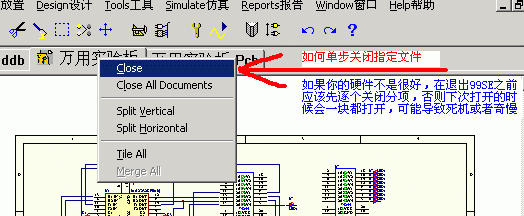 放置 Design设计 Tools工具 Simulate仿真 Reports报告 Window窗口 Help帮助
ddb 万用实验板 万用实验板.Pcb
如何单步关闭指定文件
Close
Close All Documents
如果你的硬件不是很好，在退出99SE之前
应该先逐个关闭分项，否则下次打开的时
候会一块都打开，可能导致死机或者奇慢
Split Vertical
Split Horizontal
Tile All
Merge All